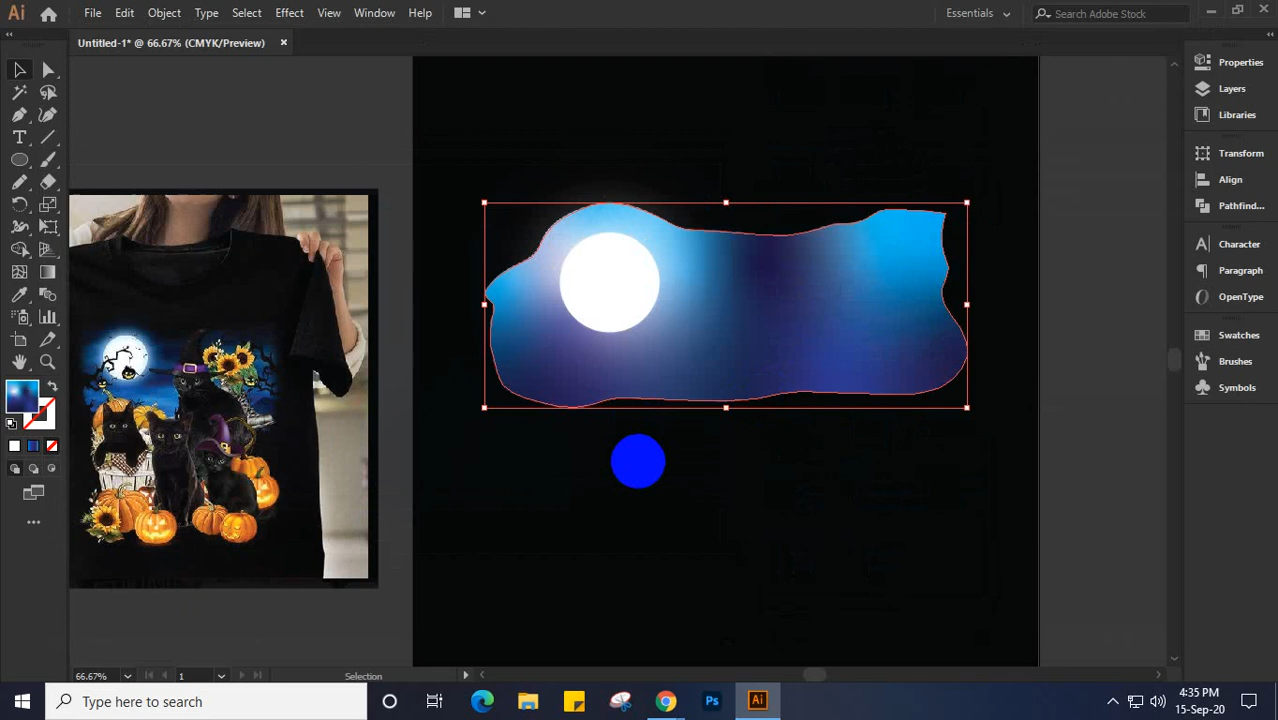 Ai File Edit Object Type Select Effect View Window Help Essentials Search Adobe Stock
Untitled-1* @ 66.67% (CMYK/Preview) ×
Properties
Layers
Libraries
Transform
Align
Pathfind...
Character
Paragraph
OpenType
Swatches
Brushes
Symbols
66.67% 1 Selection
Type here to search
Ps
Ai
4:35 PM
15-Sep-20